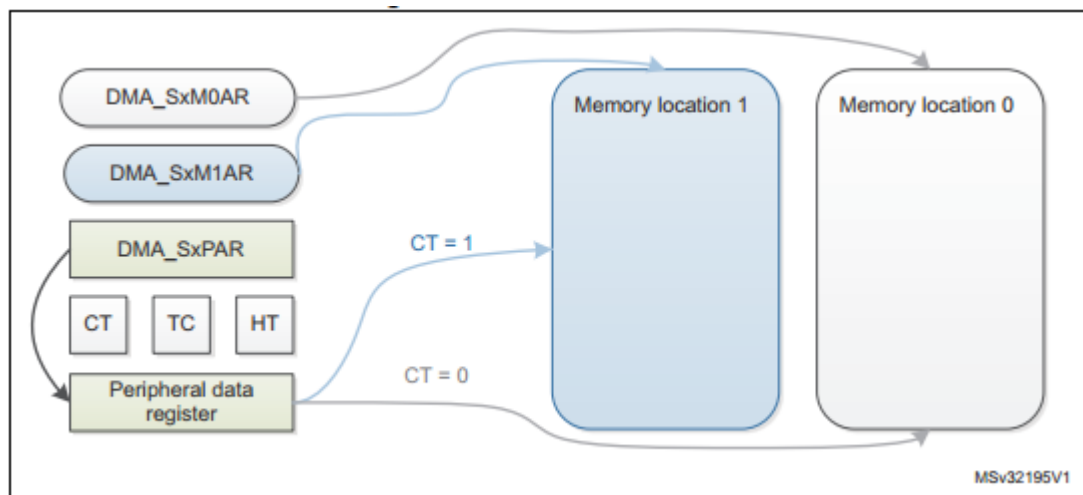 DMA_SxM0AR
Memory location 1
Memory location 0
DMA_SxM1AR
DMA_SxPAR
CT = 1
CT
TC
HT
CT = 0
Peripheral data
register
MSv32195V1